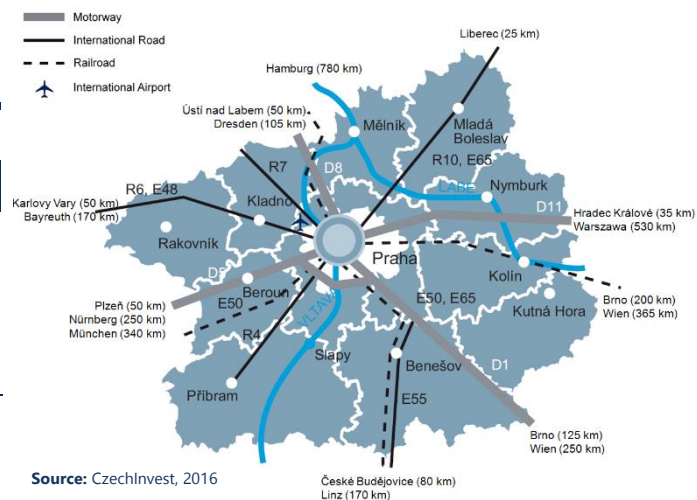 Motorway
International Road
Railroad
International Airport
Liberec (25 km)
Hamburg (780 km)
Ústí nad Labem (50 km)
Dresden (105 km)
Mělník
Mladá
Boleslav
R7
D8
R10, E65
R6, E48
Kladno
LABE
Nymburk
D11
Karlovy Vary (50 km)
Bayreuth (170 km)
Hradec Králové (35 km)
Warszawa (530 km)
Rakovník
Praha
Kolín
D5
Beroun
E50
E50, E65
Kutná Hora
Brno (200 km)
Wien (365 km)
Plzeň (50 km)
Nürnberg (250 km)
München (340 km)
VLTAVA
R4
Slapy
Benešov
D1
Příbram
E55
Brno (125 km)
Wien (250 km)
Source: CzechInvest, 2016
České Budějovice (80 km)
Linz (170 km)